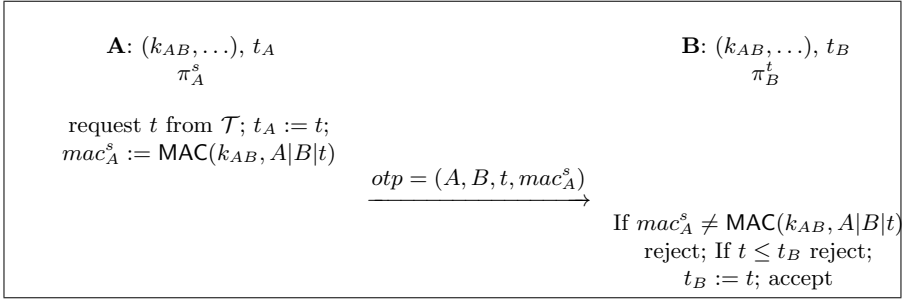 A: (k_{AB}, …), t_A
π_A^s
request t from 𝒯; t_A := t;
mac_A^s := MAC(k_{AB}, A|B|t)
otp = (A, B, t, mac_A^s)
B: (k_{AB}, …), t_B
π_B^t
If mac_A^s ≠ MAC(k_{AB}, A|B|t)
reject; If t ≤ t_B reject;
t_B := t; accept